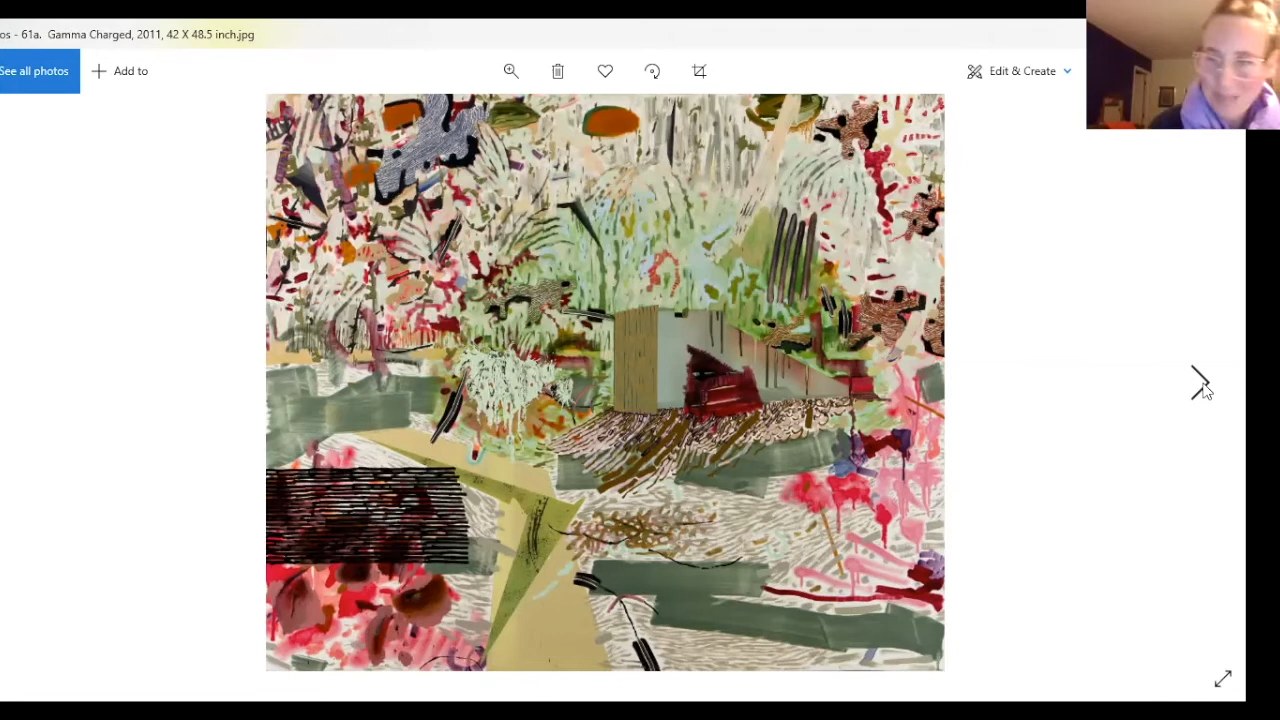 os - 61a. Gamma Charged, 2011, 42 X 48.5 inch.jpg
See all photos
Add to
Edit & Create